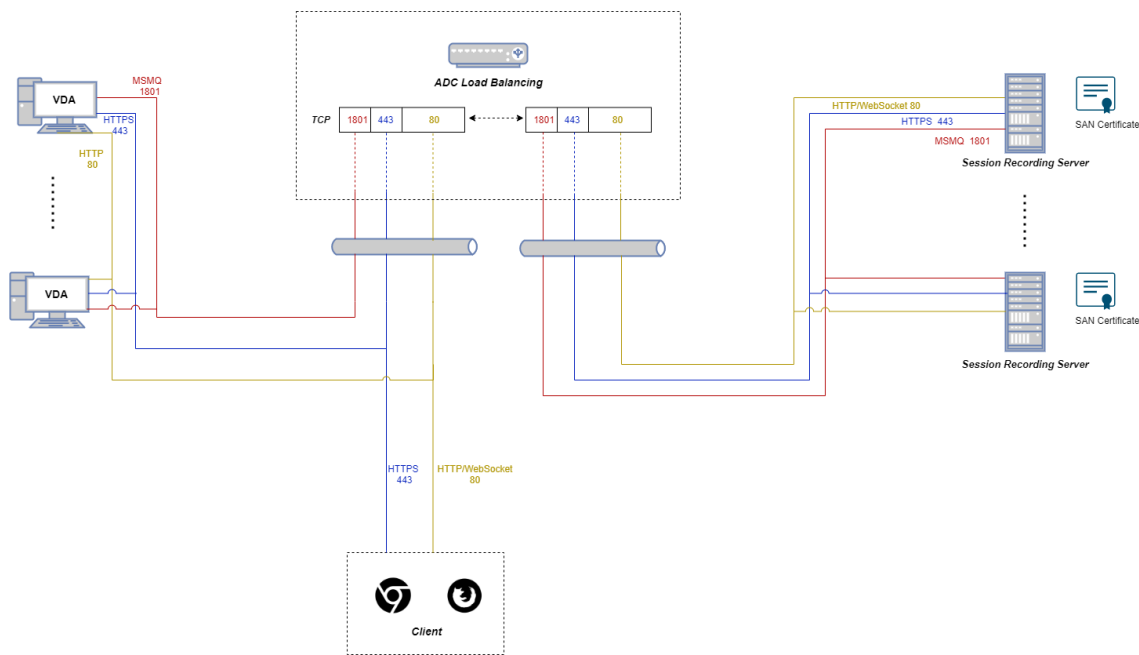 ADC Load Balancing
TCP
1801
443
80
1801
443
80
VDA
MSMQ
1801
HTTPS
443
HTTP
80
VDA
HTTP/WebSocket 80
HTTPS 443
MSMQ 1801
Session Recording Server
SAN Certificate
Session Recording Server
SAN Certificate
HTTPS
443
HTTP/WebSocket
80
Client